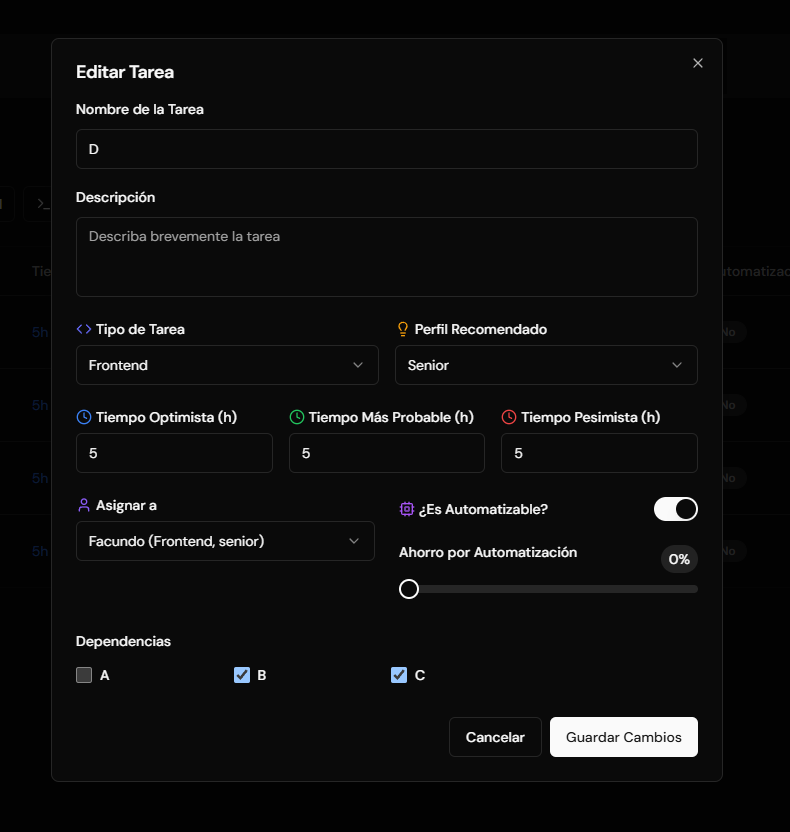 Editar Tarea
Nombre de la Tarea
D
Descripción
Describa brevemente la tarea
Tipo de Tarea
Perfil Recomendado
Frontend
Senior
Tiempo Optimista (h)
Tiempo Más Probable (h)
Tiempo Pesimista (h)
5
5
5
Asignar a
¿Es Automatizable?
Facundo (Frontend, senior)
Ahorro por Automatización
0%
Dependencias
A
B
C
Cancelar
Guardar Cambios
Tie
utomatizac
5h
No
5h
No
5h
No
5h
No